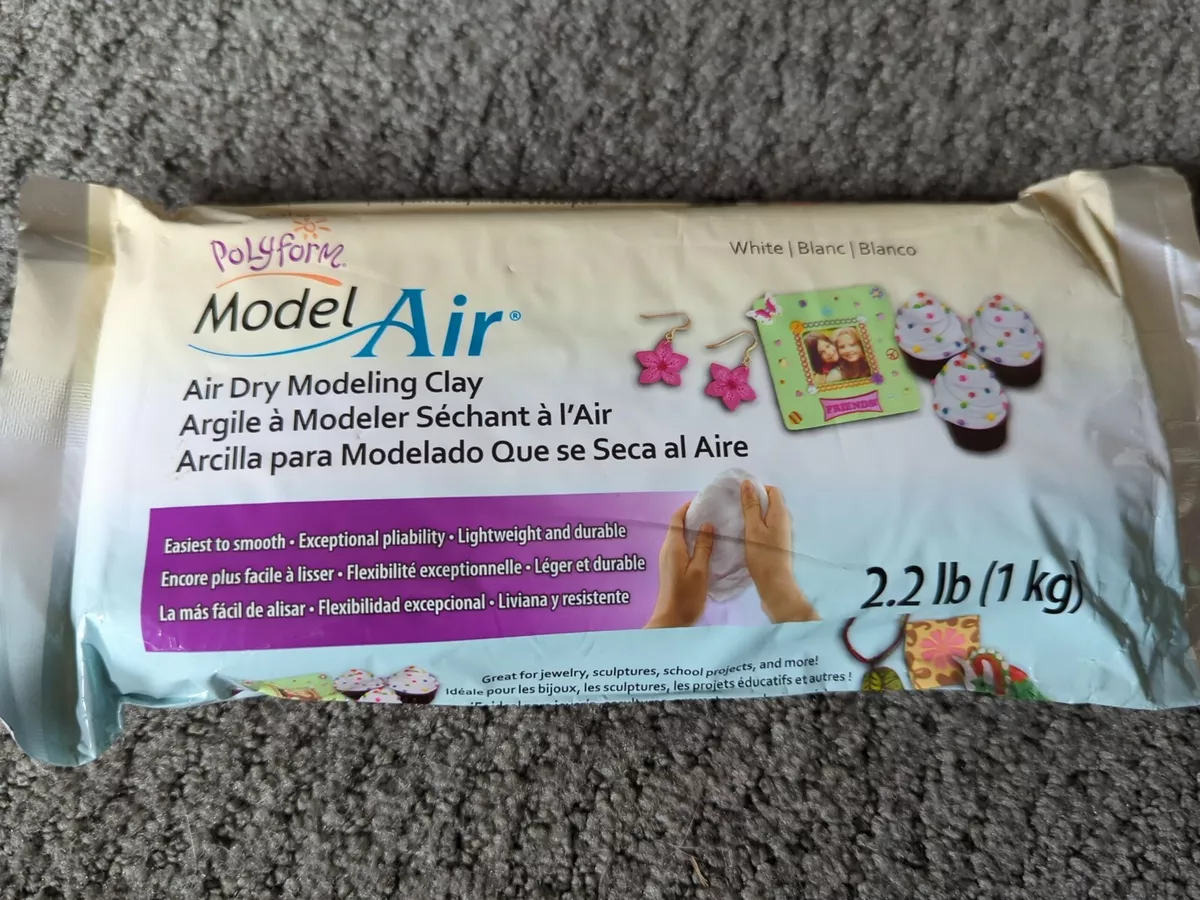 Polyform
White | Blanc | Blanco
Model Air®
Air Dry Modeling Clay
Argile à Modeler Séchant à l'Air
Arcilla para Modelado Que se Seca al Aire
FRIENDS
Easiest to smooth • Exceptional pliability • Lightweight and durable
Encore plus facile à lisser • Flexibilité exceptionnelle • Léger et durable
La más fácil de alisar • Flexibilidad excepcional • Liviana y resistente
2.2 lb (1 kg)
Great for jewelry, sculptures, school projects, and more!
Idéale pour les bijoux, les sculptures, les projets éducatifs et autres !